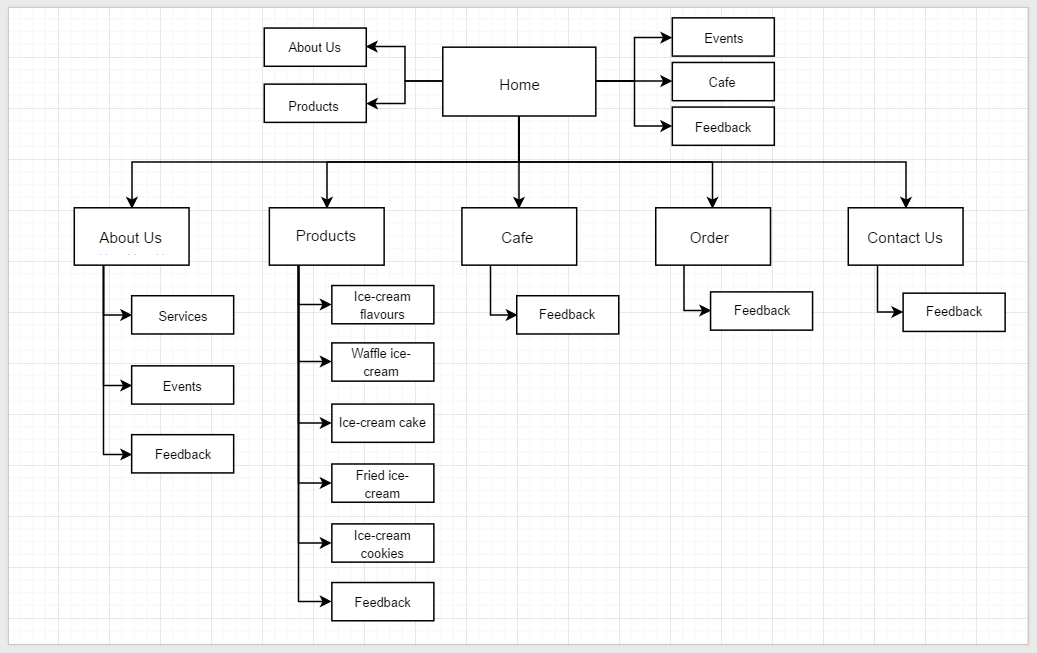 About Us
Products
Home
Events
Cafe
Feedback
About Us
Products
Cafe
Order
Contact Us
Services
Events
Feedback
Ice-cream
flavours
Waffle ice-
cream
Ice-cream cake
Fried ice-
cream
Ice-cream
cookies
Feedback
Feedback
Feedback
Feedback